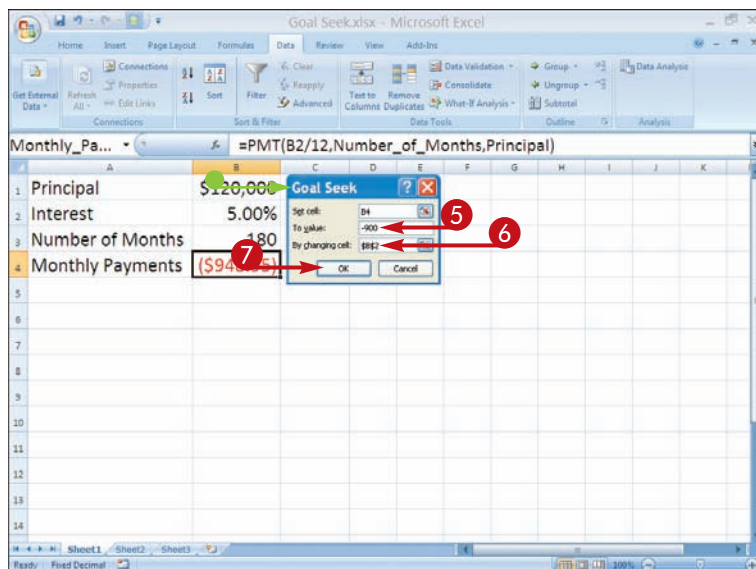 Goal Seek.xlsx - Microsoft Excel
Home Insert Page Layout Formulas Data Review View Add-Ins
Get External Data
Refresh All
Connections
Properties
Edit Links
Connections
Sort
Filter
Clear
Reapply
Advanced
Sort & Filter
Text to Columns
Remove Duplicates
Data Validation
Consolidate
What-If Analysis
Data Tools
Group
Ungroup
Subtotal
Outline
Data Analysis
Analysis
Monthly_Pa... fx =PMT(B2/12,Number_of_Months,Principal)
A B C D E F G H I J K
1 Principal $120,000
2 Interest 5.00%
3 Number of Months 180
4 Monthly Payments
5
6
7
8
9
10
11
12
13
14
Goal Seek
Set cell: B4
To value: -900
By changing cell: $B$2
OK Cancel
5
6
7
Sheet1 Sheet2 Sheet3
Ready Fixed Decimal 100%